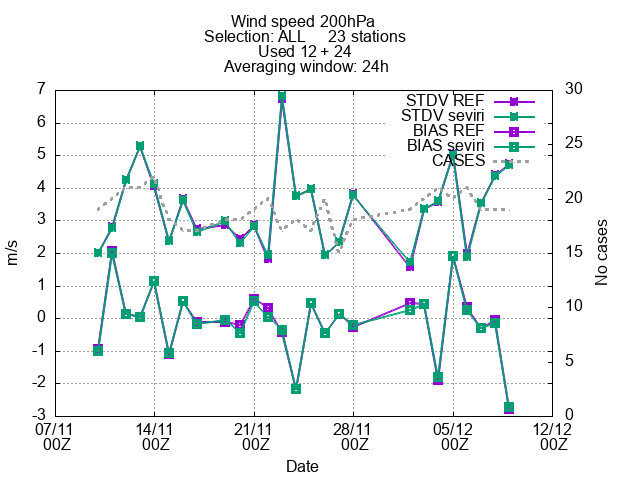 Wind speed 200hPa
Selection: ALL 23 stations
Used 12 + 24
Averaging window: 24h
7 30
STDV REF
6
STDV seviri
25
BIAS REF
5
BIAS seviri
CASES
4
20
3
m/s
No cases
2 15
1
10
0
-1
5
-2
-3 0
07/11 14/11 21/11 28/11 05/12 12/12
00Z 00Z 00Z 00Z 00Z 00Z
Date